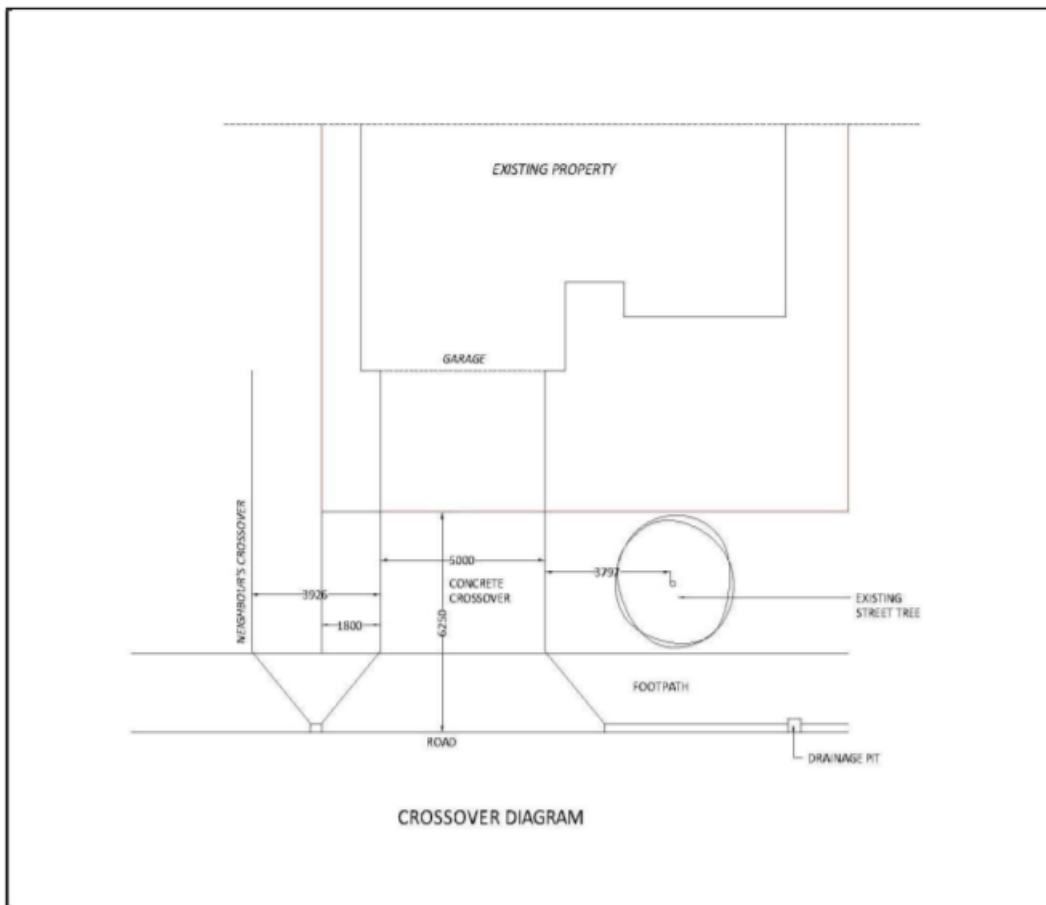 EXISTING PROPERTY
GARAGE
NEIGHBOUR'S CROSSOVER
5000
3797
CONCRETE
CROSSOVER
3926
EXISTING
STREET TREE
6250
1800
FOOTPATH
ROAD
DRAINAGE PIT
CROSSOVER DIAGRAM